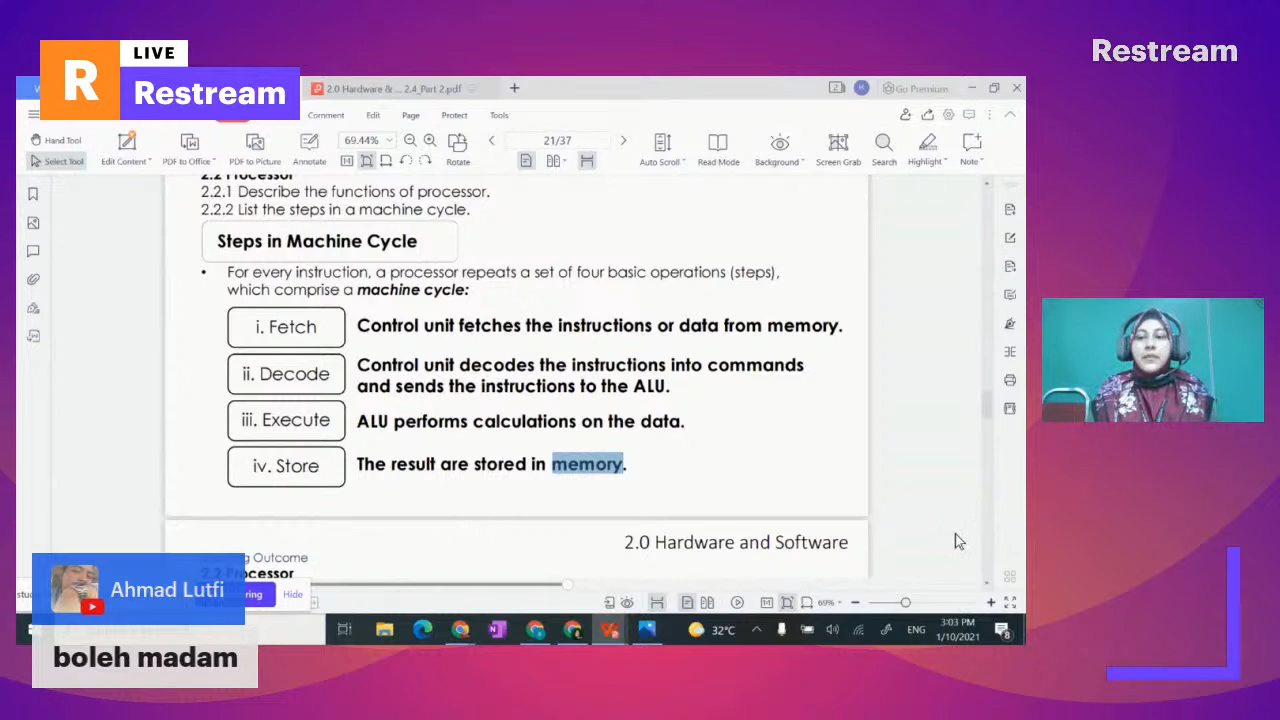 LIVE
R
Restream
Restream
2.0 Hardware & ... 2.4_Part 2.pdf
2
Go Premium
Comment
Edit
Page
Protect
Tools
Hand Tool
Select Tool
Edit Content
PDF to Office
PDF to Picture
Annotate
69.44%
Rotate
21/37
Auto Scroll
Read Mode
Background
Screen Grab
Search
Highlight
Note
2.2 Processor
2.2.1 Describe the functions of processor.
2.2.2 List the steps in a machine cycle.
Steps in Machine Cycle
• For every instruction, a processor repeats a set of four basic operations (steps),
which comprise a machine cycle:
i. Fetch
Control unit fetches the instructions or data from memory.
ii. Decode
Control unit decodes the instructions into commands
and sends the instructions to the ALU.
iii. Execute
ALU performs calculations on the data.
iv. Store
The result are stored in memory.
2.0 Hardware and Software
Outcome
2.2 Processor
Hide
69%
Ahmad Lutfi
boleh madam
32°C
ENG
3:03 PM
1/10/2021
8